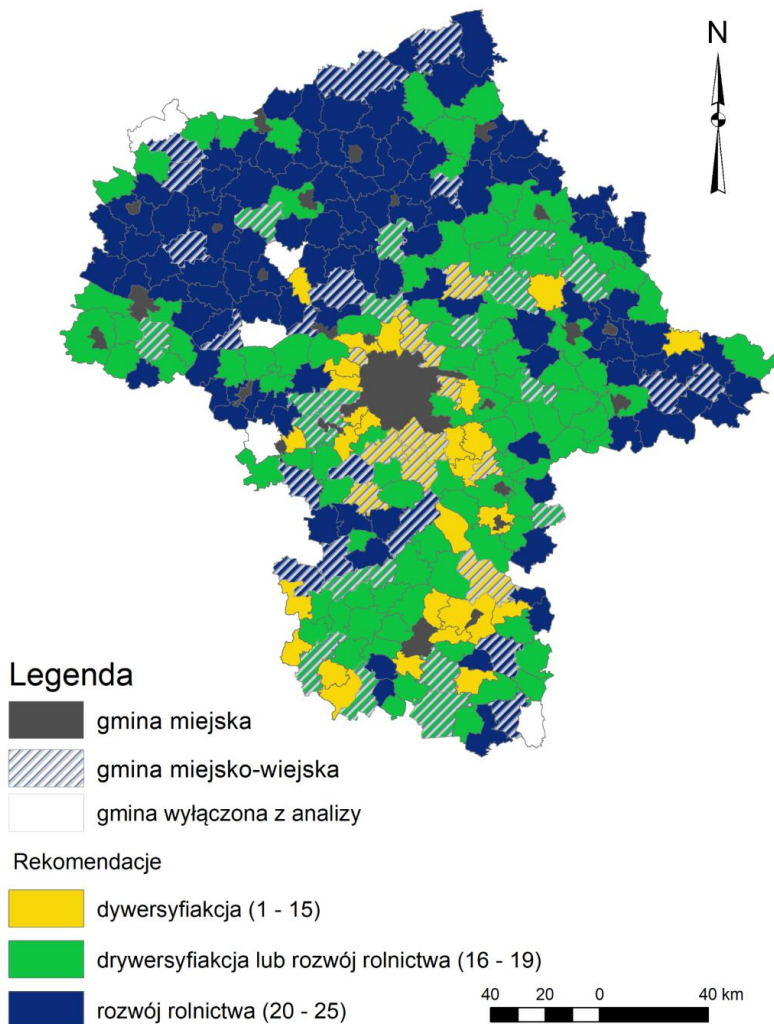 N
Legenda
gmina miejska
gmina miejsko-wiejska
gmina wyłączona z analizy
Rekomendacje
dywersyfiakcja (1 - 15)
drywersyfiakcja lub rozwój rolnictwa (16 - 19)
rozwój rolnictwa (20 - 25)
40 20 0 40 km